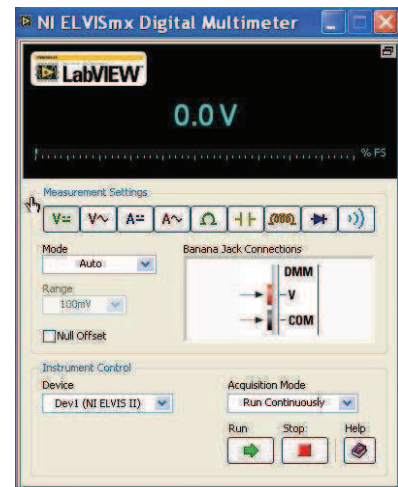 NI ELVISmx Digital Multimeter
LabVIEW
0.0 V
% FS
Measurement Settings
V= V~ A= A~ Ω
Mode
Banana Jack Connections
Auto
DMM
V
COM
Range
100mV
Null Offset
Instrument Control
Device
Acquisition Mode
Dev1 (NI ELVIS II)
Run Continuously
Run Stop Help